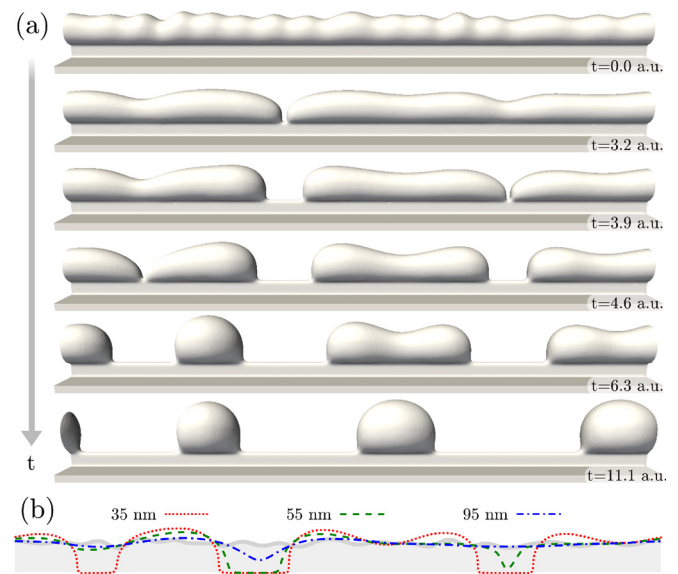 (a)
t=0.0 a.u.
t=3.2 a.u.
t=3.9 a.u.
t=4.6 a.u.
t=6.3 a.u.
t=11.1 a.u.
t
(b)
35 nm 55 nm 95 nm